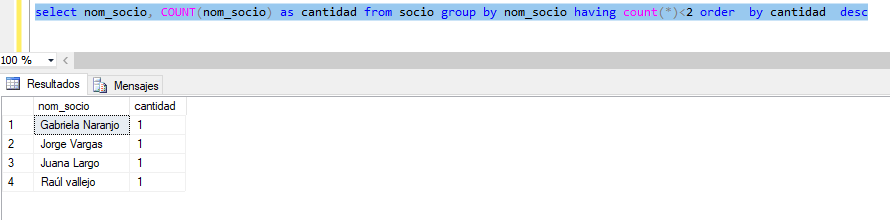 select nom_socio, COUNT(nom_socio) as cantidad from socio group by nom_socio having count(*)<2 order  by cantidad  desc
100 %
Resultados Mensajes
nom_socio cantidad
1 Gabriela Naranjo 1
2 Jorge Vargas 1
3 Juana Largo 1
4 Raúl vallejo 1